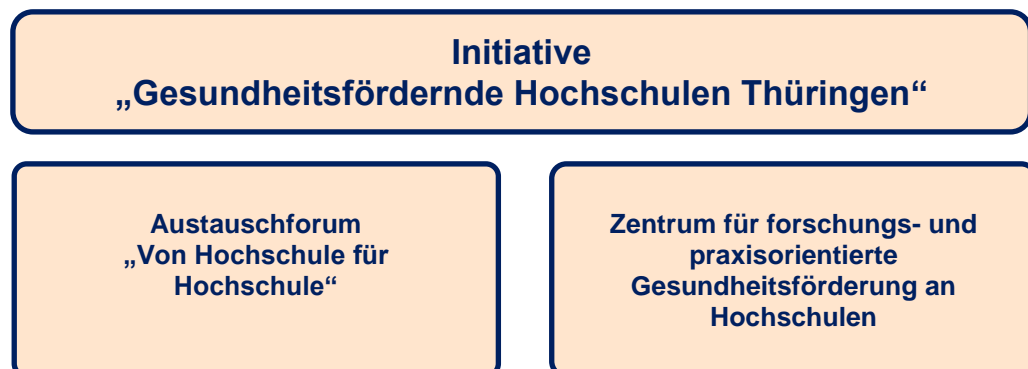 Initiative
„Gesundheitsfördernde Hochschulen Thüringen“
Austauschforum
„Von Hochschule für
Hochschule“
Zentrum für forschungs- und
praxisorientierte
Gesundheitsförderung an
Hochschulen